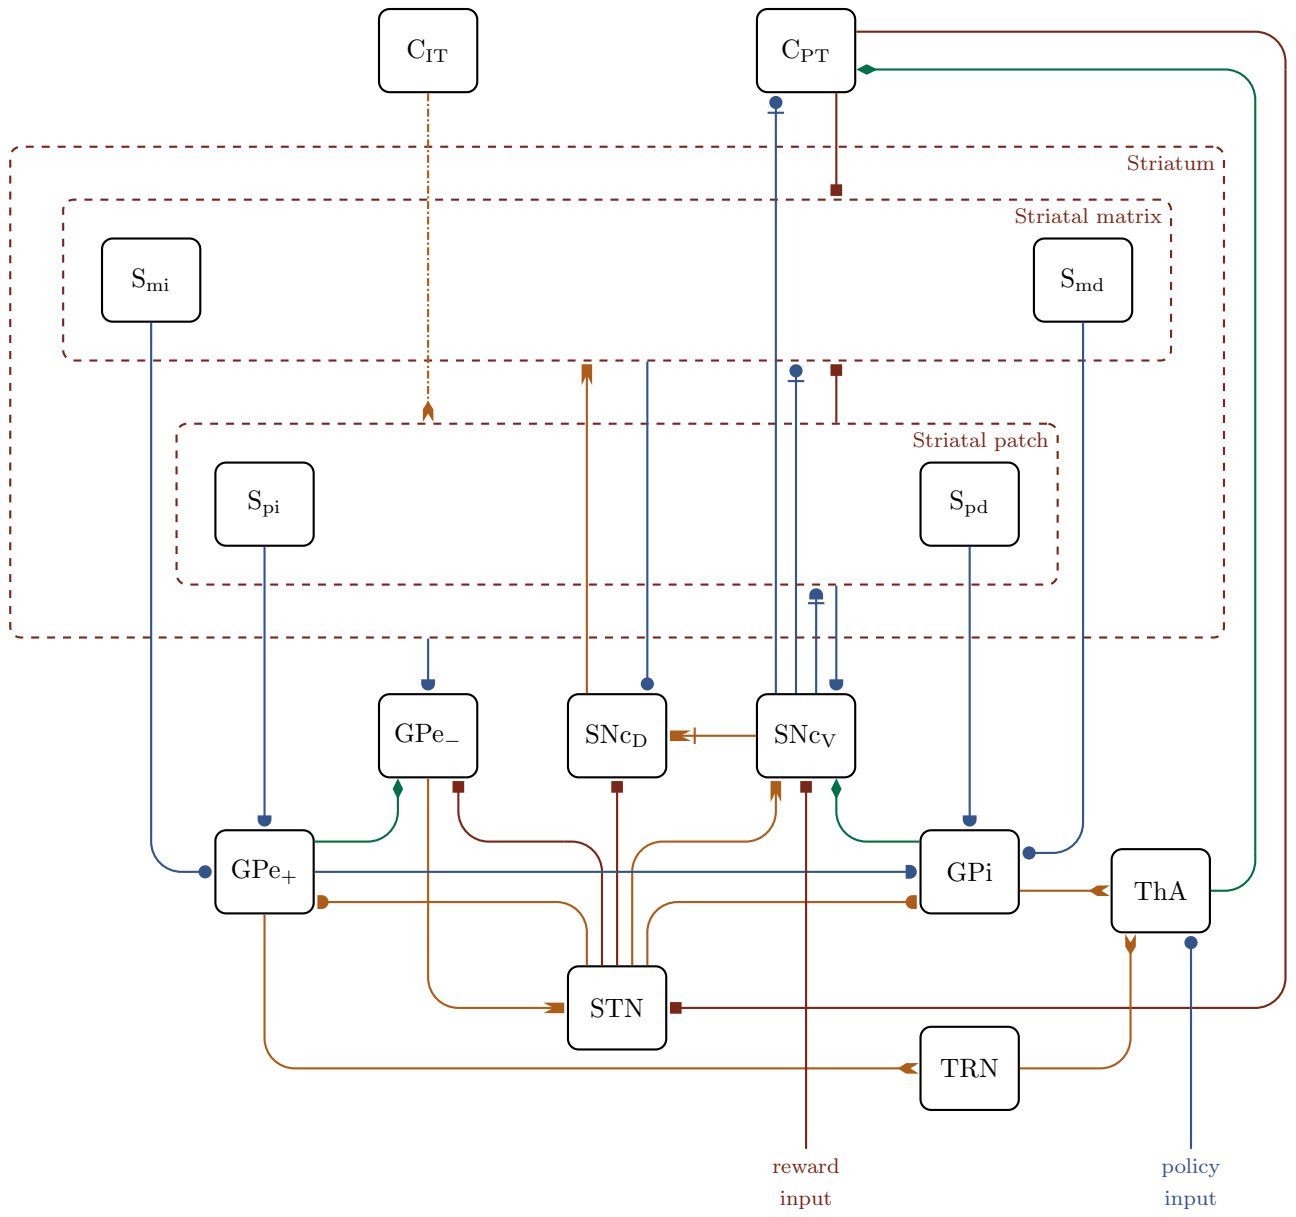 C_IT
C_PT
Striatum
Striatal matrix
S_mi
S_md
Striatal patch
S_pi
S_pd
GPe_−
SNc_D
SNc_V
GPe_+
GPi
ThA
STN
TRN
reward
input
policy
input